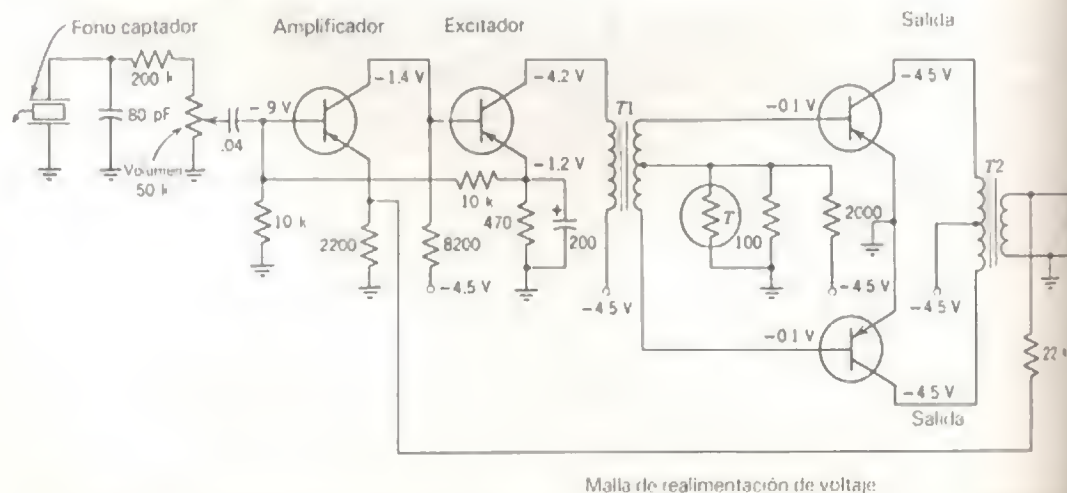 Fono captador
Amplificador
Excitador
Salida
200 k
80 pF
Volumen
50 k
.04
-9 V
10 k
2200
-1.4 V
8200
-4.5 V
-4.2 V
-1.2 V
10 k
470
+
200
T1
-4.5 V
T
100
2000
-4.5 V
-0.1 V
-4.5 V
T2
-4.5 V
-0.1 V
-4.5 V
Salida
22
Malla de realimentación de voltaje